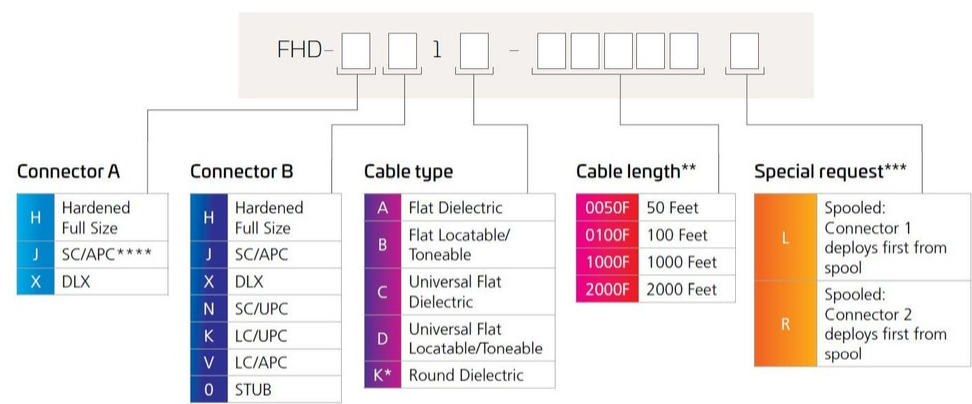 FHD- 1 -
Connector A
H Hardened
Full Size
J SC/APC****
X DLX
Connector B
H Hardened
Full Size
J SC/APC
X DLX
N SC/UPC
K LC/UPC
V LC/APC
0 STUB
Cable type
A Flat Dielectric
B Flat Locatable/
Toneable
C Universal Flat
Dielectric
D Universal Flat
Locatable/Toneable
K* Round Dielectric
Cable length**
0050F 50 Feet
0100F 100 Feet
1000F 1000 Feet
2000F 2000 Feet
Special request***
L Spooled:
Connector 1
deploys first from
spool
R Spooled:
Connector 2
deploys first from
spool